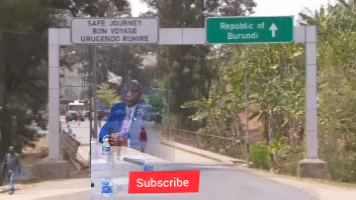 SAFE JOURNEY
BON VOYAGE
URUGENDO RUHIRE
Republic of
Burundi
Subscribe